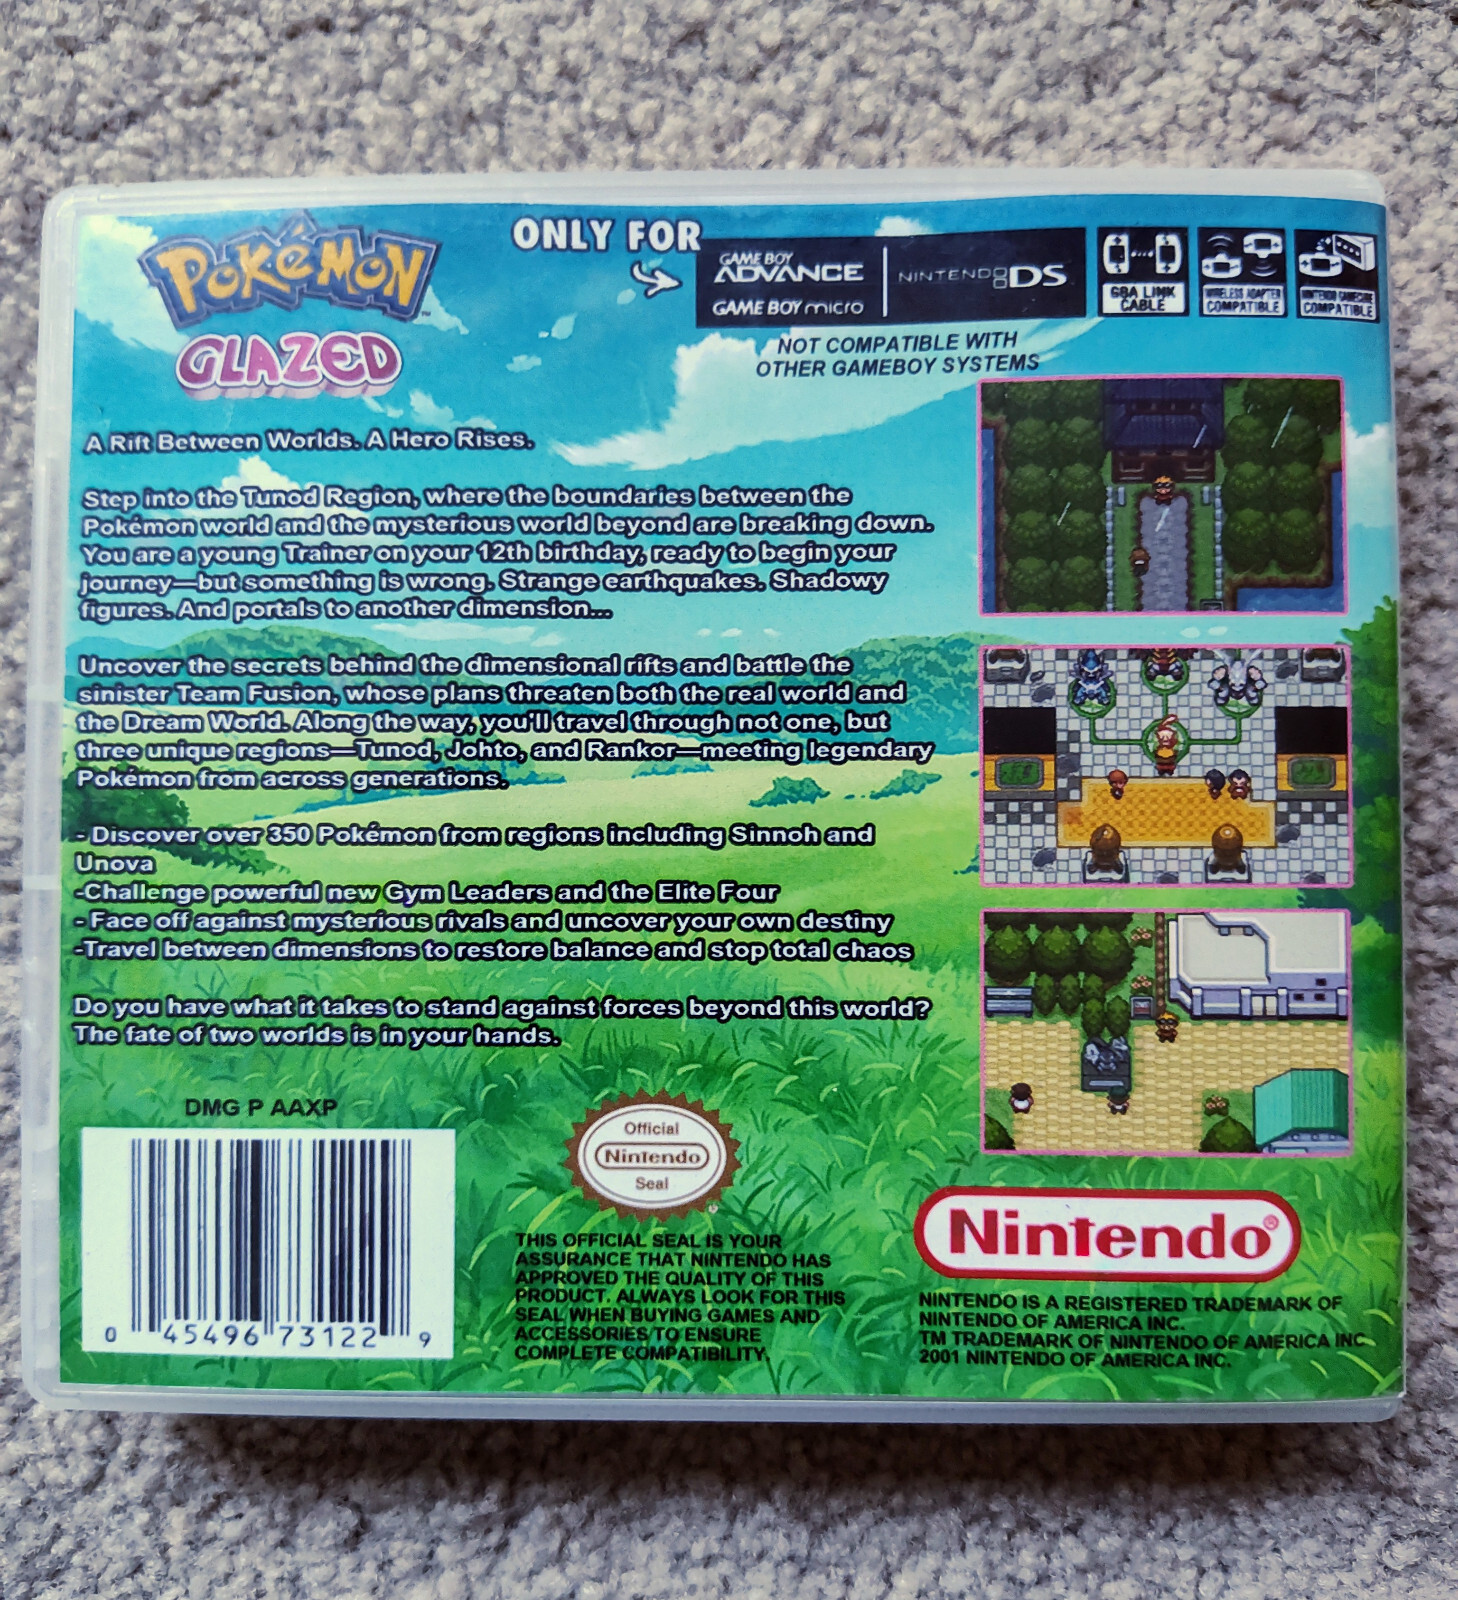 POKéMON
™
GLAZED
ONLY FOR
GAME BOY
ADVANCE
GAME BOY micro
NINTENDO DS
GBA LINK
CABLE
WIRELESS ADAPTER
COMPATIBLE
NINTENDO GAMECUBE
COMPATIBLE
NOT COMPATIBLE WITH
OTHER GAMEBOY SYSTEMS
A Rift Between Worlds. A Hero Rises.
Step into the Tunod Region, where the boundaries between the
Pokémon world and the mysterious world beyond are breaking down.
You are a young Trainer on your 12th birthday, ready to begin your
journey—but something is wrong. Strange earthquakes. Shadowy
figures. And portals to another dimension...
Uncover the secrets behind the dimensional rifts and battle the
sinister Team Fusion, whose plans threaten both the real world and
the Dream World. Along the way, you'll travel through not one, but
three unique regions—Tunod, Johto, and Rankor—meeting legendary
Pokémon from across generations.
- Discover over 350 Pokémon from regions including Sinnoh and
Unova
-Challenge powerful new Gym Leaders and the Elite Four
- Face off against mysterious rivals and uncover your own destiny
-Travel between dimensions to restore balance and stop total chaos
Do you have what it takes to stand against forces beyond this world?
The fate of two worlds is in your hands.
DMG P AAXP
0 45496 73122 9
Official
Nintendo
Seal
THIS OFFICIAL SEAL IS YOUR
ASSURANCE THAT NINTENDO HAS
APPROVED THE QUALITY OF THIS
PRODUCT. ALWAYS LOOK FOR THIS
SEAL WHEN BUYING GAMES AND
ACCESSORIES TO ENSURE
COMPLETE COMPATIBILITY.
Nintendo®
NINTENDO IS A REGISTERED TRADEMARK OF
NINTENDO OF AMERICA INC.
TM TRADEMARK OF NINTENDO OF AMERICA INC.
2001 NINTENDO OF AMERICA INC.